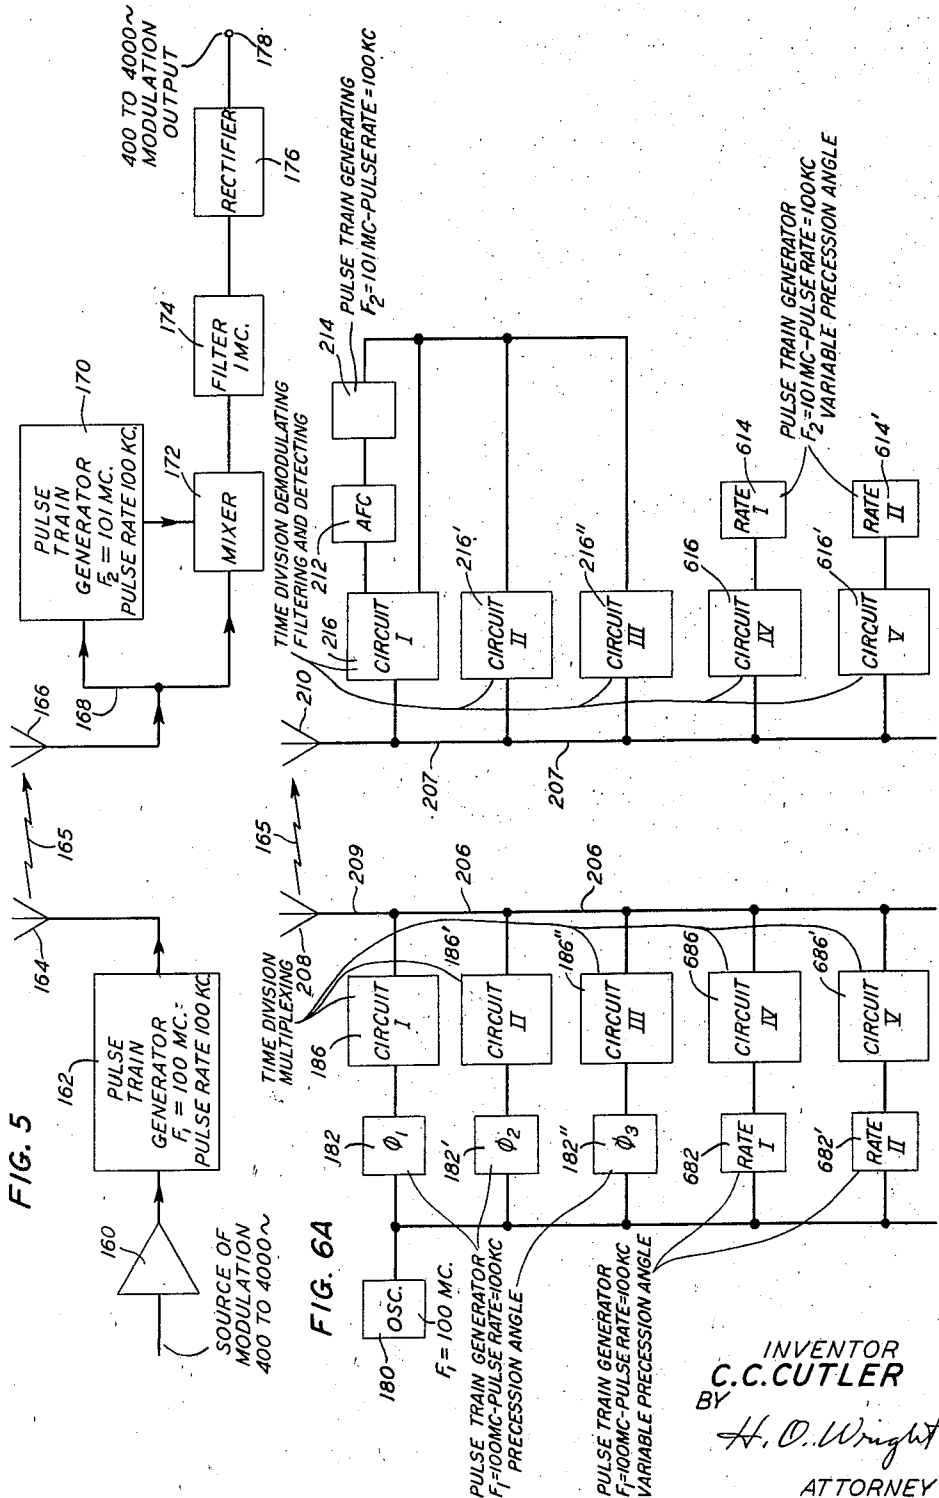 FIG. 5
SOURCE OF
MODULATION
400 TO 4000~
160
162
PULSE
TRAIN
GENERATOR
F₁ = 100 MC.
PULSE RATE 100 KC.
164
165
166
168
170
PULSE
TRAIN
GENERATOR
F₂ = 101 MC.
PULSE RATE 100 KC.
172
MIXER
174
FILTER
1 MC.
RECTIFIER
176
400 TO 4000~
MODULATION
OUTPUT
178
FIG. 6A
180
OSC.
F₁ = 100 MC.
PULSE TRAIN GENERATOR
F₁=100MC-PULSE RATE=100KC
PRECESSION ANGLE
PULSE TRAIN GENERATOR
F₁=100MC-PULSE RATE=100KC
VARIABLE PRECESSION ANGLE
182
Φ₁
182'
Φ₂
182"
Φ₃
682
RATE
I
682'
RATE
II
TIME DIVISION
MULTIPLEXING
186
CIRCUIT
I
186'
CIRCUIT
II
186"
CIRCUIT
III
686
CIRCUIT
IV
686'
CIRCUIT
V
208
209
206
206
165
210
207
207
TIME DIVISION DEMODULATING
FILTERING AND DETECTING
216
CIRCUIT
I
216'
CIRCUIT
II
216"
CIRCUIT
III
616
CIRCUIT
IV
616'
CIRCUIT
V
212
AFC
214
PULSE TRAIN GENERATING
F₂=101MC-PULSE RATE=100KC
614
RATE
I
614'
RATE
II
PULSE TRAIN GENERATOR
F₂=101MC-PULSE RATE=100KC
VARIABLE PRECESSION ANGLE
INVENTOR
C.C.CUTLER
BY
H.O. Wright
ATTORNEY